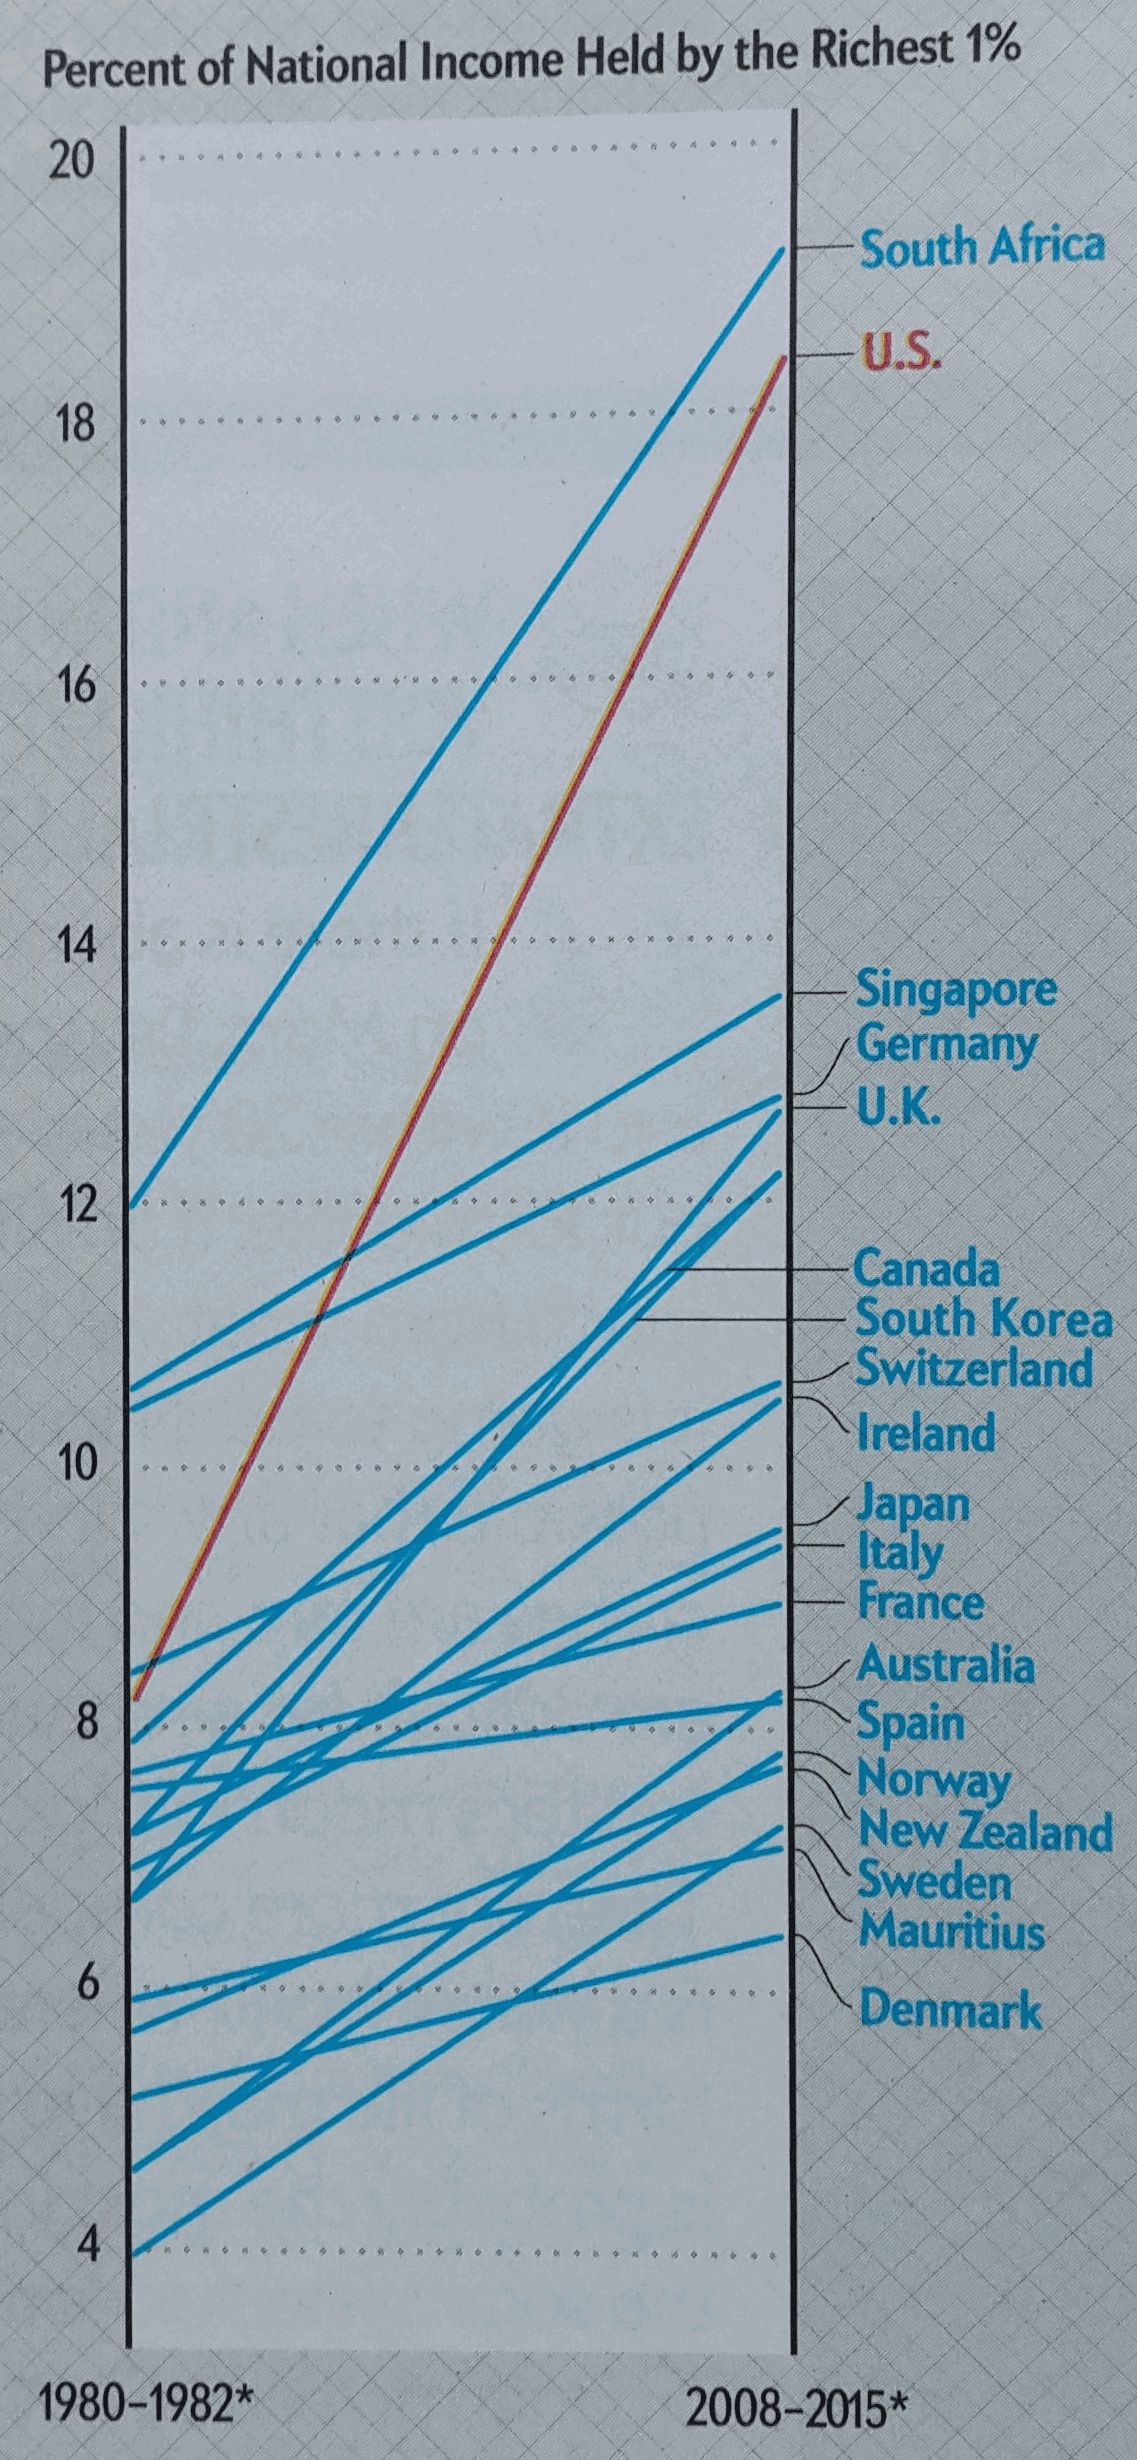 Percent of National Income Held by the Richest 1%
20
South Africa
U.S.
18
16
14
Singapore
Germany
U.K.
12
Canada
South Korea
Switzerland
Ireland
10
Japan
Italy
France
Australia
8
Spain
Norway
New Zealand
Sweden
Mauritius
6
Denmark
4
1980–1982*
2008–2015*